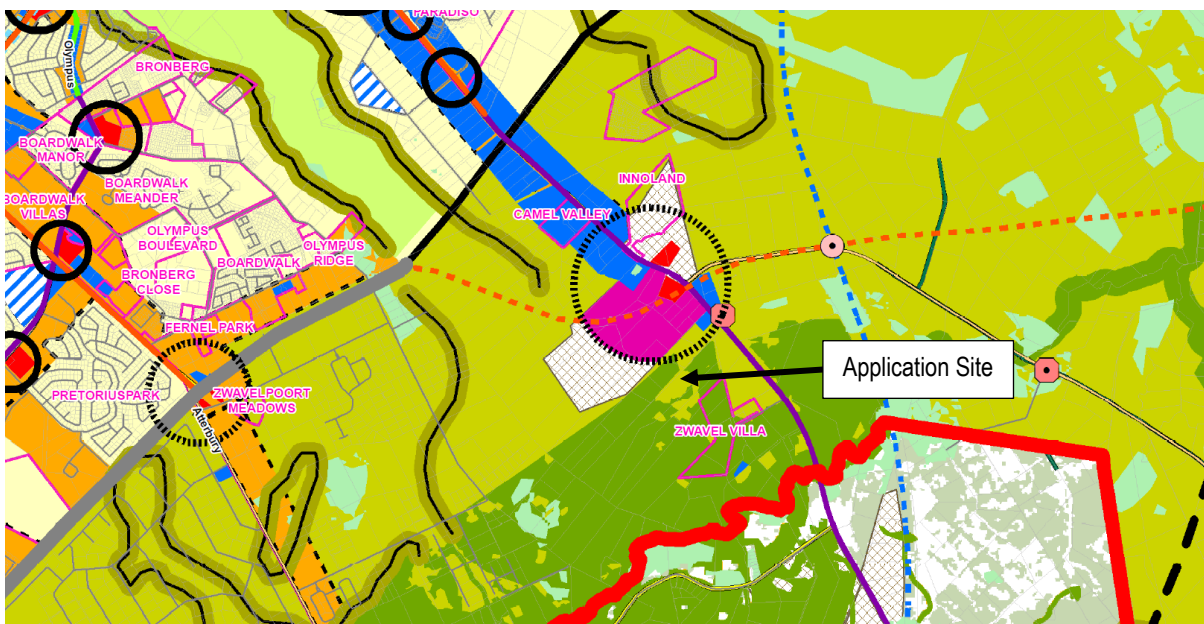 PARADISO
Olympus
BRONBERG
BOARDWALK
MANOR
INNOLAND
BOARDWALK
MEANDER
BOARDWALK
VILLAS
CAMEL VALLEY
OLYMPUS
BOULEVARD
OLYMPUS
RIDGE
BOARDWALK
BRONBERG
CLOSE
FERNEL PARK
Application Site
PRETORIUSPARK
ZWAVELPOORT
MEADOWS
Atterbury
ZWAVEL VILLA